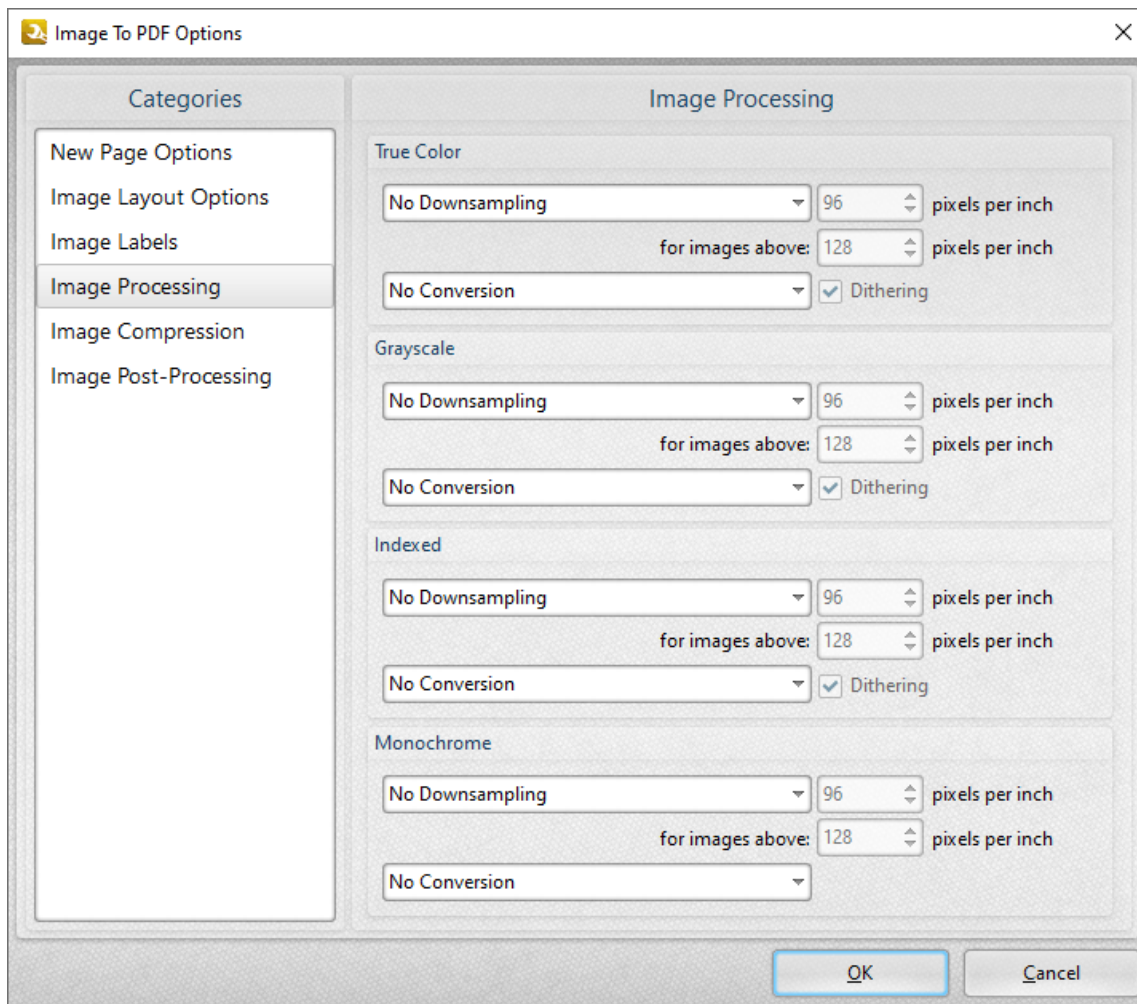 Image To PDF Options
Categories
New Page Options
Image Layout Options
Image Labels
Image Processing
Image Compression
Image Post-Processing
Image Processing
True Color
No Downsampling 96 pixels per inch
for images above: 128 pixels per inch
No Conversion Dithering
Grayscale
No Downsampling 96 pixels per inch
for images above: 128 pixels per inch
No Conversion Dithering
Indexed
No Downsampling 96 pixels per inch
for images above: 128 pixels per inch
No Conversion Dithering
Monochrome
No Downsampling 96 pixels per inch
for images above: 128 pixels per inch
No Conversion
OK Cancel